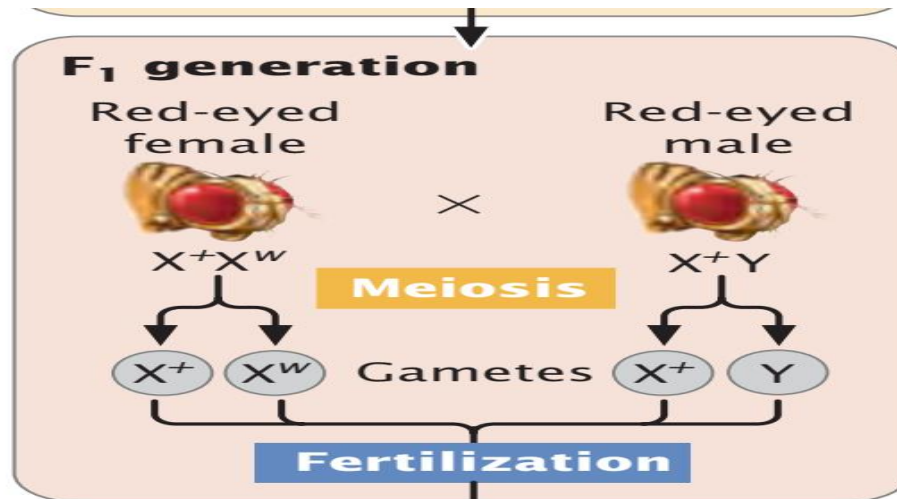 F₁ generation
Red-eyed female
Red-eyed male
×
X⁺Xʷ
X⁺Y
Meiosis
X⁺ Xʷ Gametes X⁺ Y
Fertilization